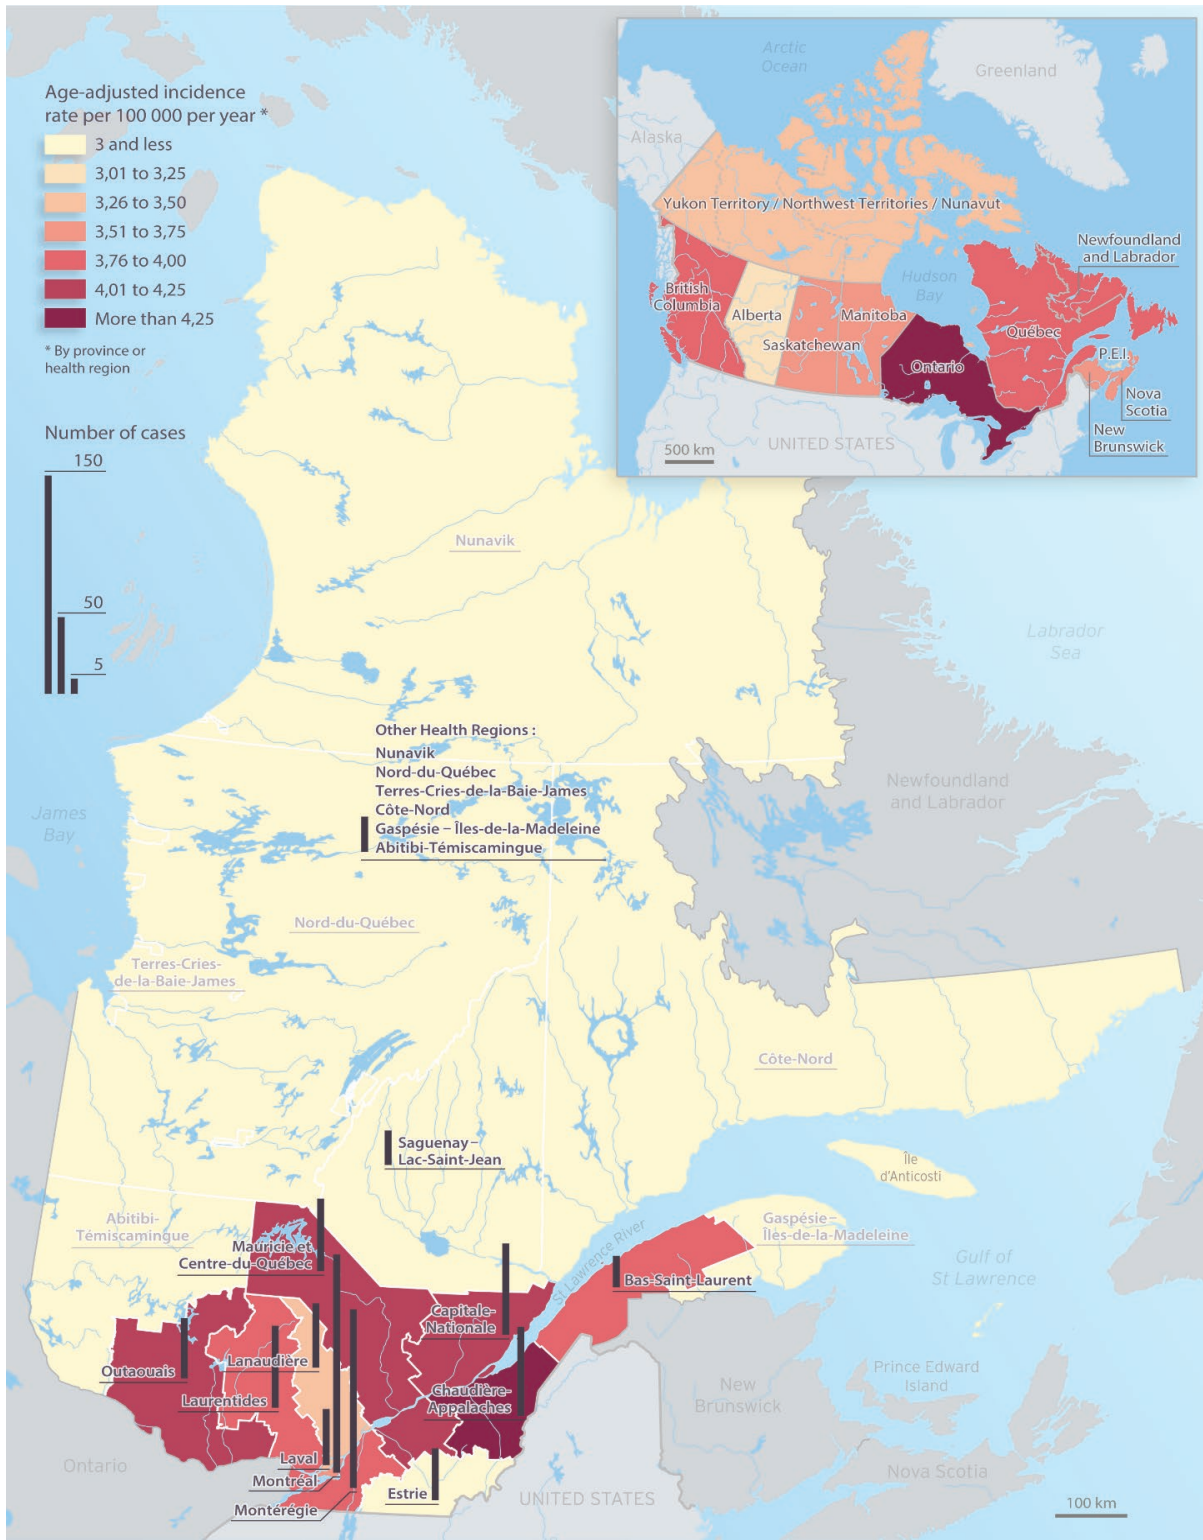 Age-adjusted incidence
rate per 100 000 per year *
3 and less
3,01 to 3,25
3,26 to 3,50
3,51 to 3,75
3,76 to 4,00
4,01 to 4,25
More than 4,25
* By province or
health region
Number of cases
150
50
5
Arctic
Ocean
Greenland
Alaska
Yukon Territory / Northwest Territories / Nunavut
Newfoundland
and Labrador
Hudson
Bay
British
Columbia
Alberta
Manitoba
Saskatchewan
Québec
Ontario
P.E.I.
Nova
Scotia
New
Brunswick
UNITED STATES
500 km
Nunavik
Labrador
Sea
Other Health Regions :
Nunavik
Nord-du-Québec
Terres-Cries-de-la-Baie-James
Côte-Nord
Gaspésie – Îles-de-la-Madeleine
Abitibi-Témiscamingue
Newfoundland
and Labrador
James
Bay
Nord-du-Québec
Terres-Cries-
de-la-Baie-James
Côte-Nord
Saguenay –
Lac-Saint-Jean
Île
d'Anticosti
Abitibi-
Témiscamingue
Gaspésie –
Îles-de-la-Madeleine
St Lawrence River
Mauricie et
Centre-du-Québec
Gulf of
St Lawrence
Bas-Saint-Laurent
Capitale-
Nationale
Outaouais
Lanaudière
Laurentides
Chaudière-
Appalaches
Prince Edward
Island
New
Brunswick
Laval
Montréal
Montérégie
Estrie
Ontario
UNITED STATES
Nova Scotia
100 km